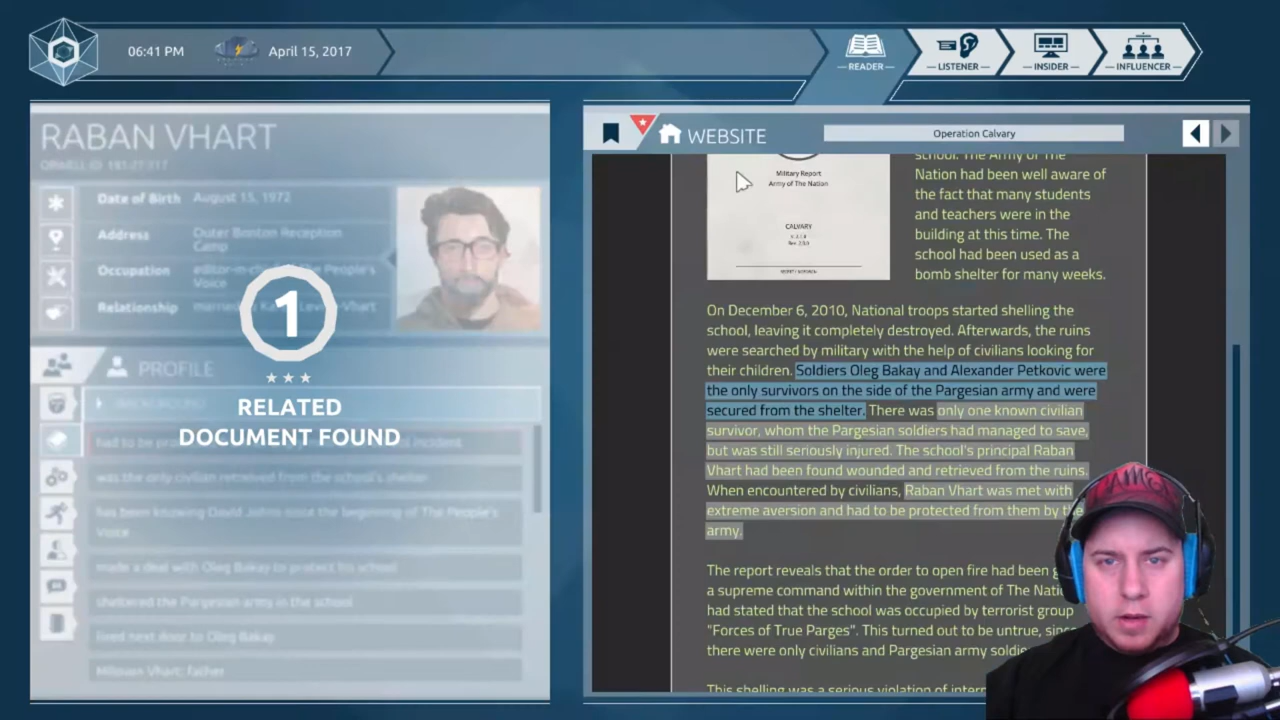 06:41 PM
April 15, 2017
READER
LISTENER
INSIDER
INFLUENCER
RABAN VHART
Date of Birth August 15, 1972
Address Outer Bonton Reception
Camp
Occupation editor-in-chief of The People's
Voice
Relationship married
PROFILE
1
RELATED
DOCUMENT FOUND
was the only civilian retrieved from the school's shelter
has been knowing David Johns since the beginning of The People's
Voice
made a deal with Oleg Bakay to protect his school
sheltered the Pargesian army in the school
lived next door to Oleg Bakay
Milovan Vhart: father
WEBSITE
Operation Calvary
Military Report
Army of The Nation
CALVARY
school. The Army of The
Nation had been well aware of
the fact that many students
and teachers were in the
building at this time. The
school had been used as a
bomb shelter for many weeks.
On December 6, 2010, National troops started shelling the
school, leaving it completely destroyed. Afterwards, the ruins
were searched by military with the help of civilians looking for
their children. Soldiers Oleg Bakay and Alexander Petkovic were
the only survivors on the side of the Pargesian army and were
secured from the shelter. There was only one known civilian
survivor, whom the Pargesian soldiers had managed to save,
but was still seriously injured. The school's principal Raban
Vhart had been found wounded and retrieved from the ruins.
When encountered by civilians, Raban Vhart was met with
extreme aversion and had to be protected from them by the
army.
The report reveals that the order to open fire had been
a supreme command within the government of The
had stated that the school was occupied by terrorist group
"Forces of True Parges". This turned out to be untrue,
there were only civilians and Pargesian army
This shelling was a serious violation of